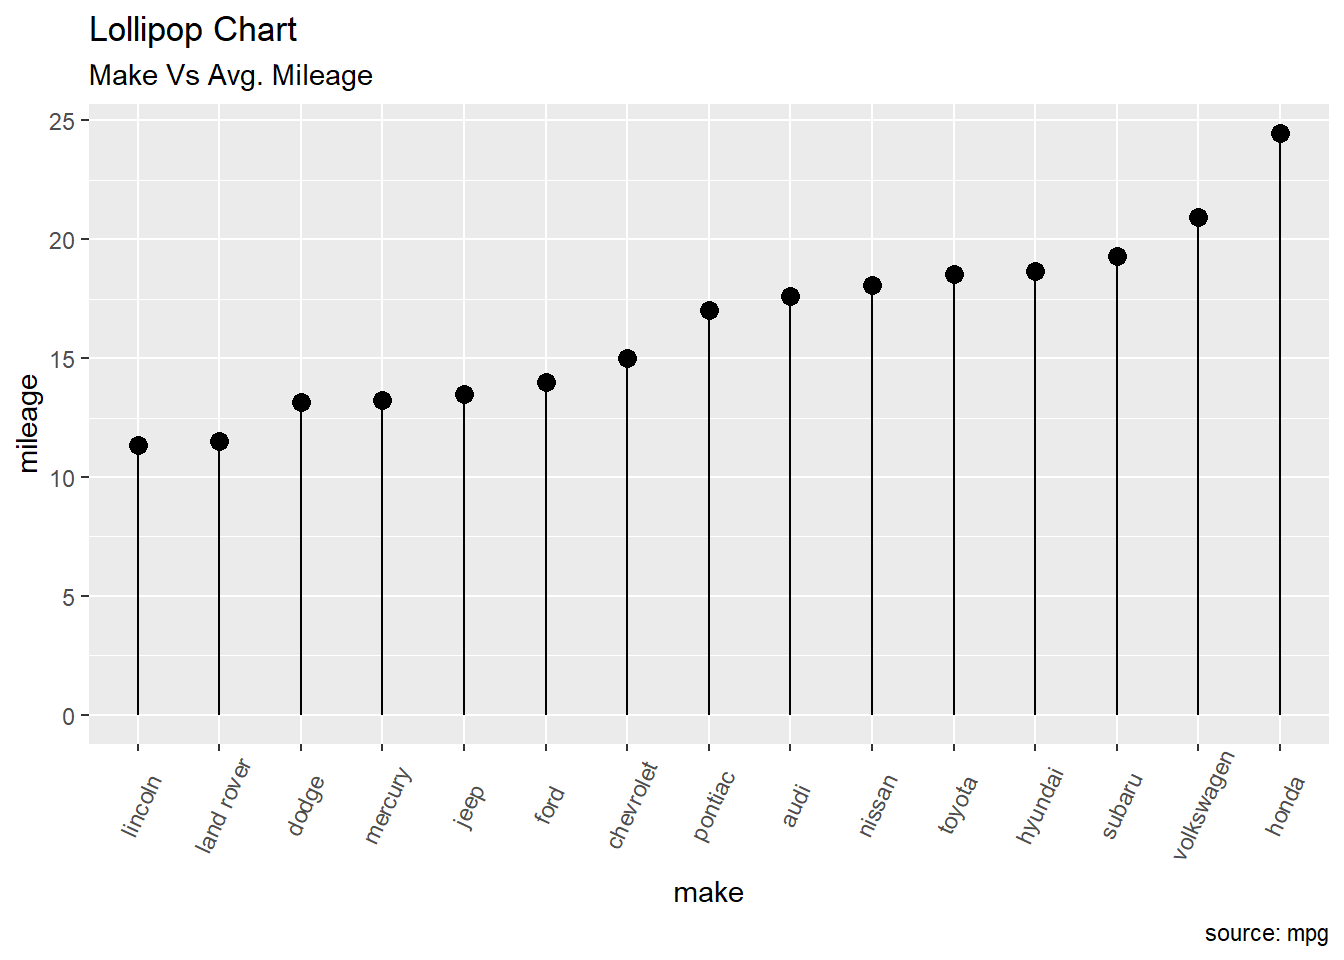 Lollipop Chart
Make Vs Avg. Mileage
mileage
25
20
15
10
5
0
lincoln
land rover
dodge
mercury
jeep
ford
chevrolet
pontiac
audi
nissan
toyota
hyundai
subaru
volkswagen
honda
make
source: mpg